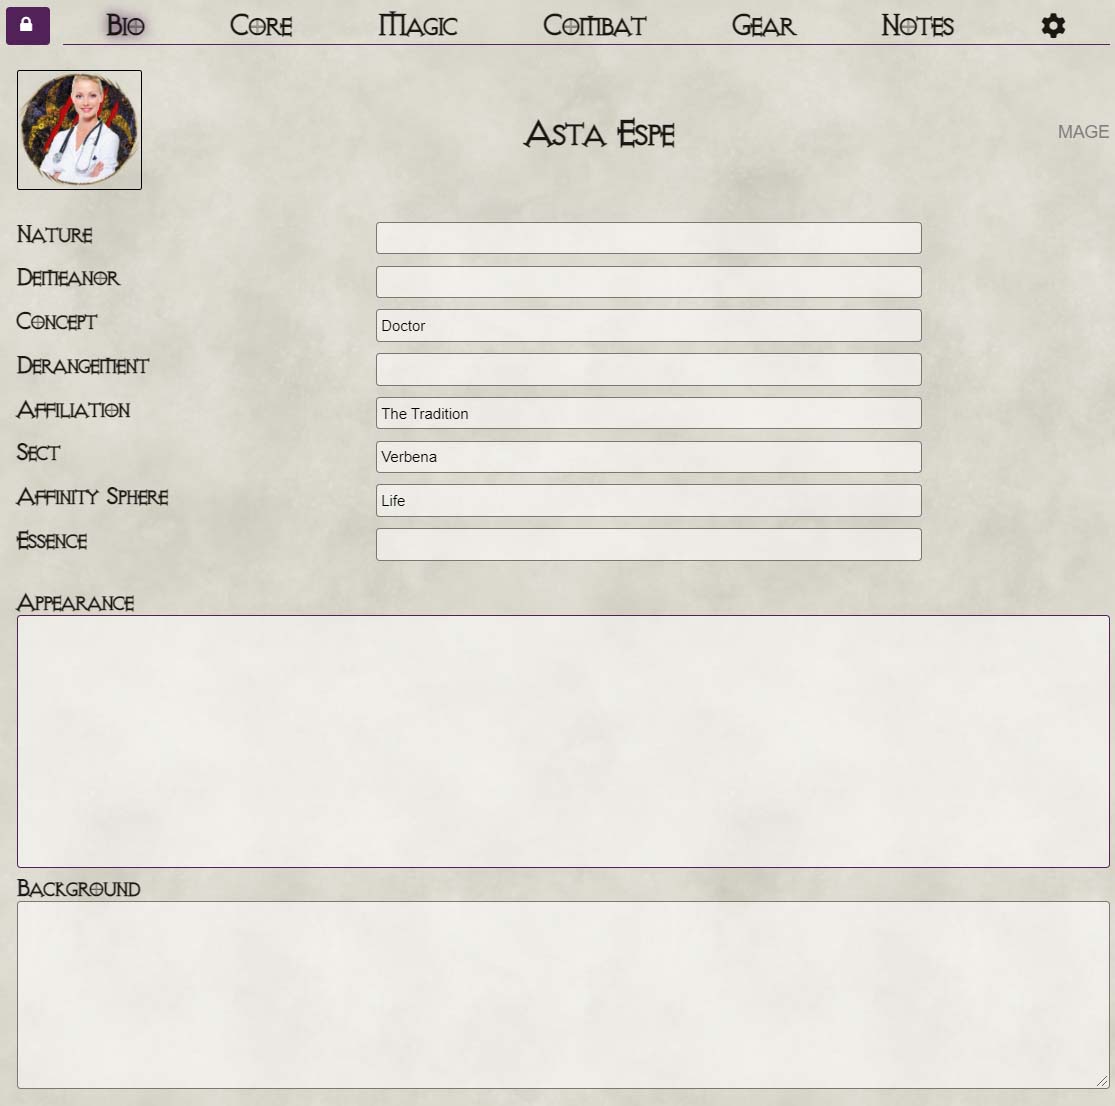 Bio Core Magic Combat Gear Notes
Asta Espe
MAGE
Nature
Demeanor
Concept Doctor
Derangement
Affiliation The Tradition
Sect Verbena
Affinity Sphere Life
Essence
Appearance
Background